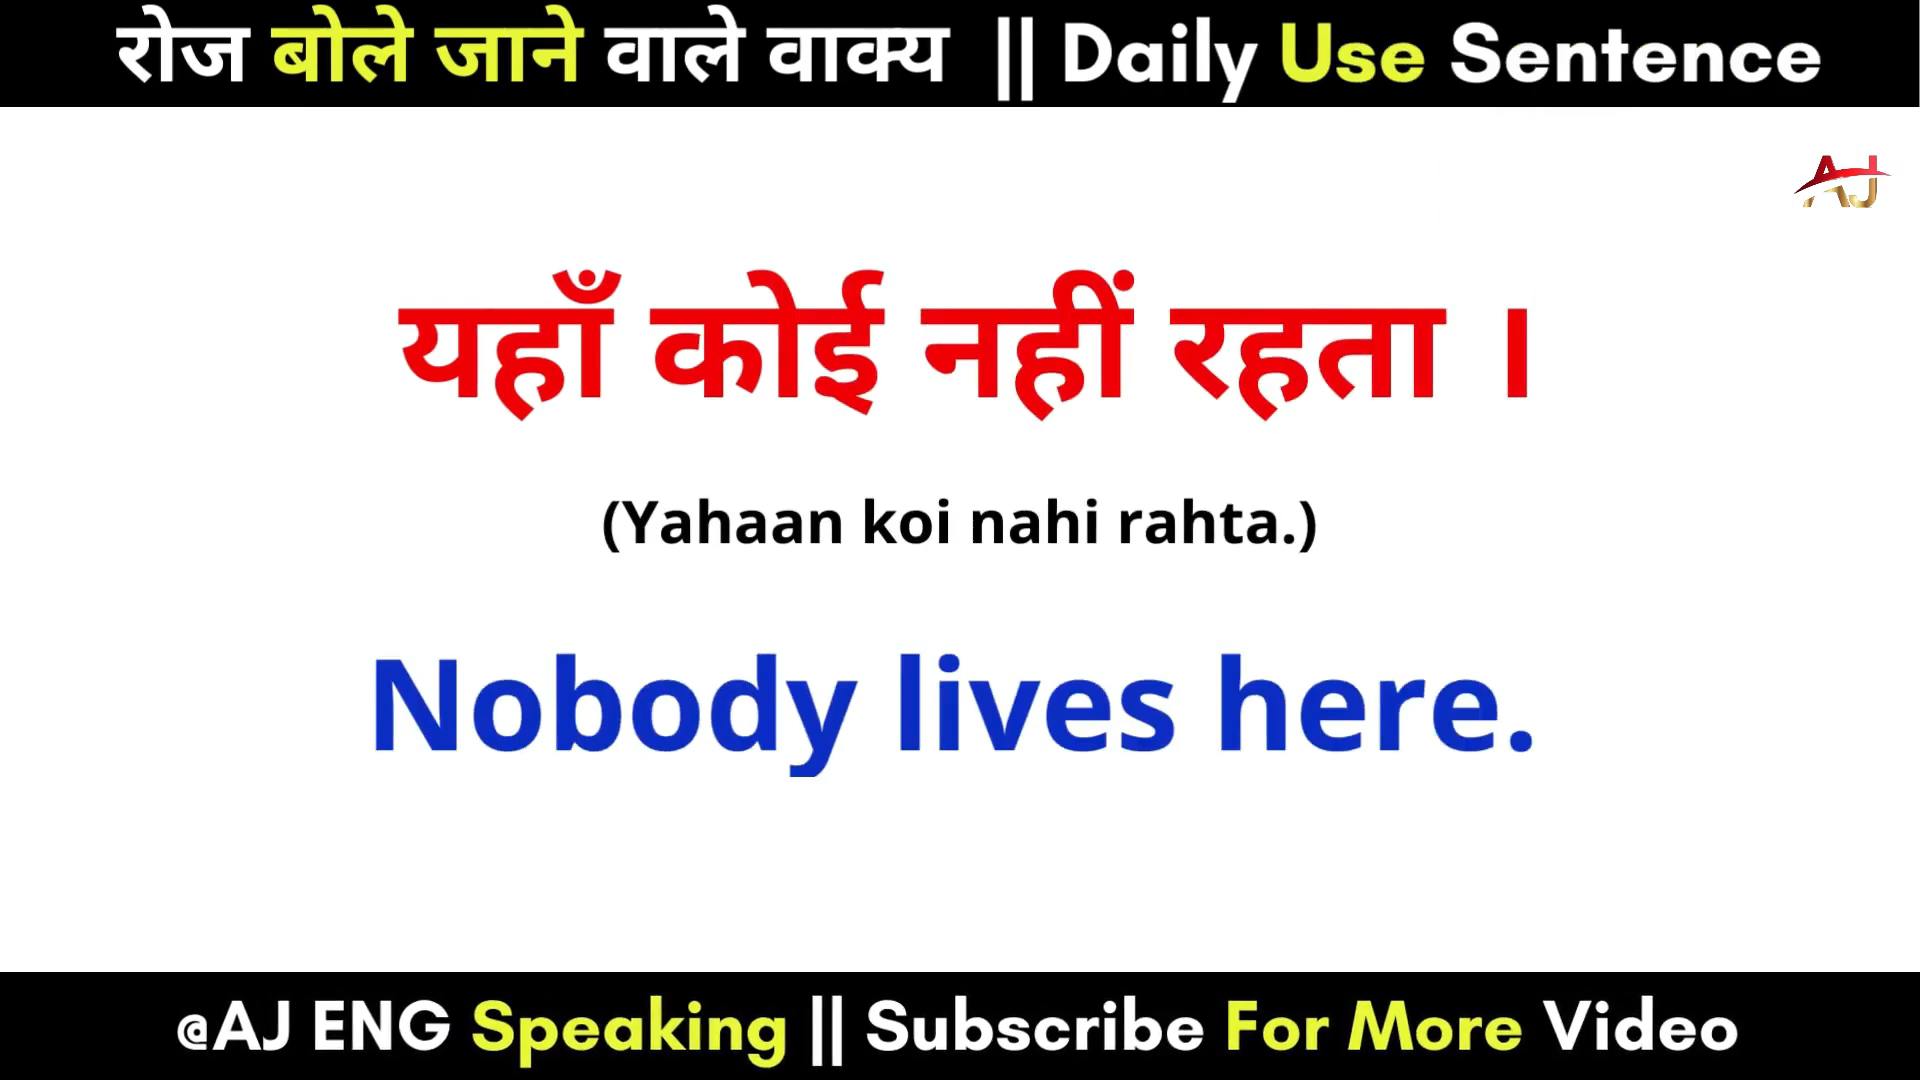 रोज बोले जाने वाले वाक्य || Daily Use Sentence
AJ
यहाँ कोई नहीं रहता ।
(Yahaan koi nahi rahta.)
Nobody lives here.
@AJ ENG Speaking || Subscribe For More Video